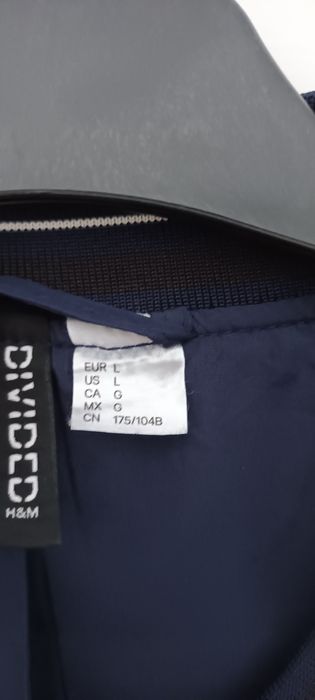 DIVIDED
H&M
EUR L
US L
CA G
MX G
CN 175/104B